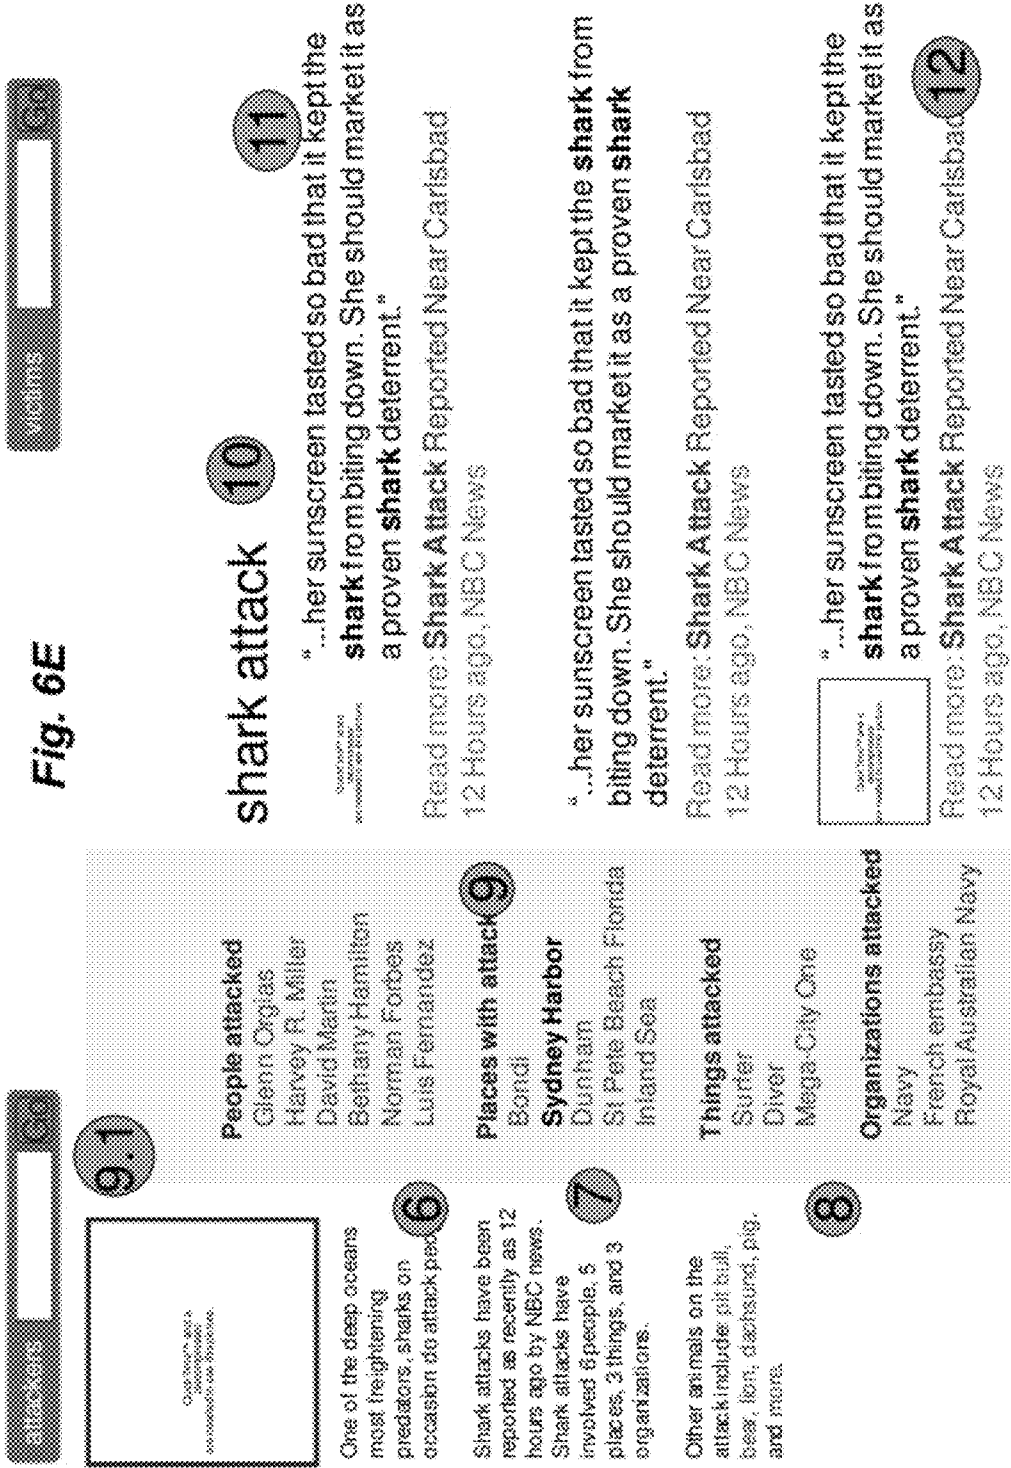 Fig. 6E
attackers
Go
victims
Go
9.1
One of the deep oceans
most freightening
predators, sharks on
occasion do attack ped
6
Shark attacks have been
reported as recently as 12
hours ago by NBC news.
Shark attacks have
involved 6 people, 5
places, 3 things, and 3
organizations.
7
Other animals on the
attack include: pit bull,
bear, lion, dachsund, pig,
and more.
8
People attacked
Glenn Orgias
Harvey R. Miller
David Martin
Bethany Hamilton
Norman Forbes
Luis Fernandez
Places with attack
9
Bondi
Sydney Harbor
Dunham
St Pete Beach Florida
Inland Sea
Things attacked
Surfer
Diver
Mega-City One
Organizations attacked
Navy
French embassy
Royal Australian Navy
shark attack
10
11
"...her sunscreen tasted so bad that it kept the
shark from biting down. She should market it as
a proven shark deterrent."
Read more: Shark Attack Reported Near Carlsbad
12 Hours ago, NBC News
"...her sunscreen tasted so bad that it kept the shark from
biting down. She should market it as a proven shark
deterrent."
Read more: Shark Attack Reported Near Carlsbad
12 Hours ago, NBC News
"...her sunscreen tasted so bad that it kept the
shark from biting down. She should market it as
a proven shark deterrent."
Read more: Shark Attack Reported Near Carlsbad
12
12 Hours ago, NBC News